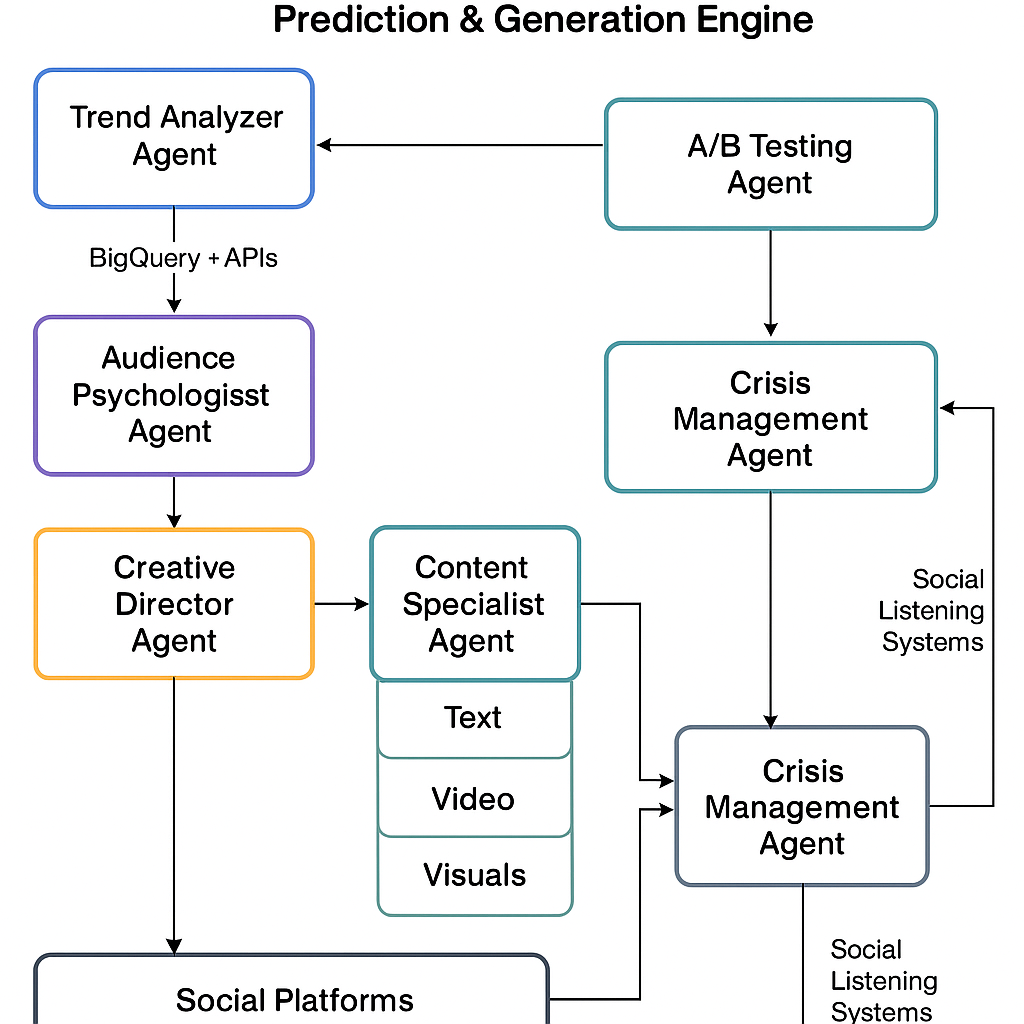 Prediction & Generation Engine
Trend Analyzer
Agent
A/B Testing
Agent
BigQuery + APIs
Audience
Psychologisst
Agent
Crisis
Management
Agent
Creative
Director
Agent
Content
Specialist
Agent
Text
Video
Visuals
Social
Listening
Systems
Crisis
Management
Agent
Social Platforms
Social
Listening
Systems